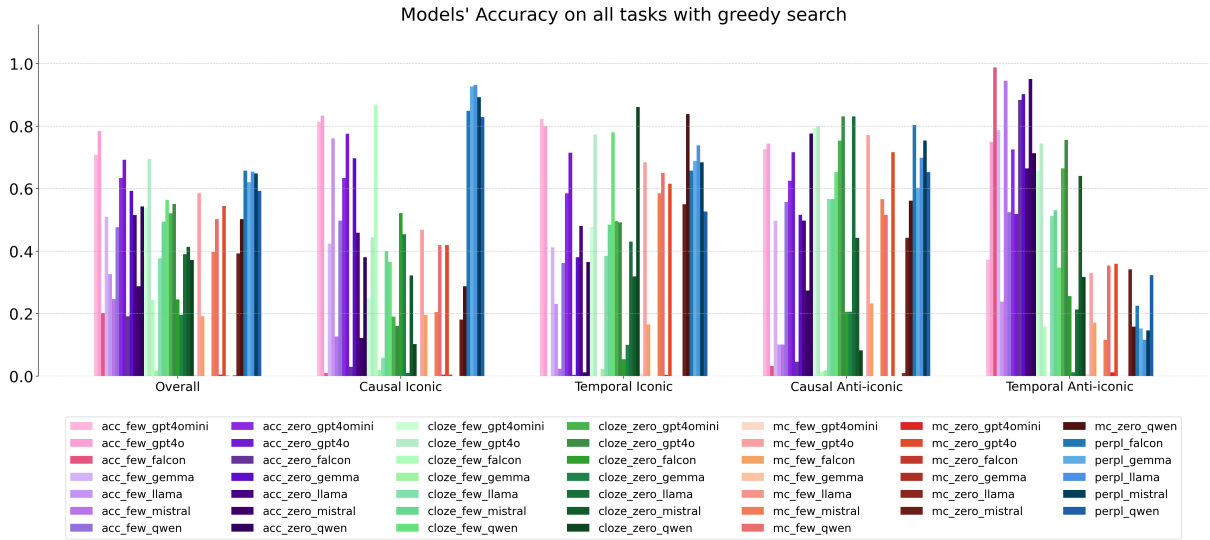 Models' Accuracy on all tasks with greedy search
1.0
0.8
0.6
0.4
0.2
0.0
Overall Causal Iconic Temporal Iconic Causal Anti-iconic Temporal Anti-iconic
acc_few_gpt4omini acc_zero_gpt4omini cloze_few_gpt4omini cloze_zero_gpt4omini mc_few_gpt4omini mc_zero_gpt4omini mc_zero_qwen
acc_few_gpt4o acc_zero_gpt4o cloze_few_gpt4o cloze_zero_gpt4o mc_few_gpt4o mc_zero_gpt4o perpl_falcon
acc_few_falcon acc_zero_falcon cloze_few_falcon cloze_zero_falcon mc_few_falcon mc_zero_falcon perpl_gemma
acc_few_gemma acc_zero_gemma cloze_few_gemma cloze_zero_gemma mc_few_gemma mc_zero_gemma perpl_llama
acc_few_llama acc_zero_llama cloze_few_llama cloze_zero_llama mc_few_llama mc_zero_llama perpl_mistral
acc_few_mistral acc_zero_mistral cloze_few_mistral cloze_zero_mistral mc_few_mistral mc_zero_mistral perpl_qwen
acc_few_qwen acc_zero_qwen cloze_few_qwen cloze_zero_qwen mc_few_qwen